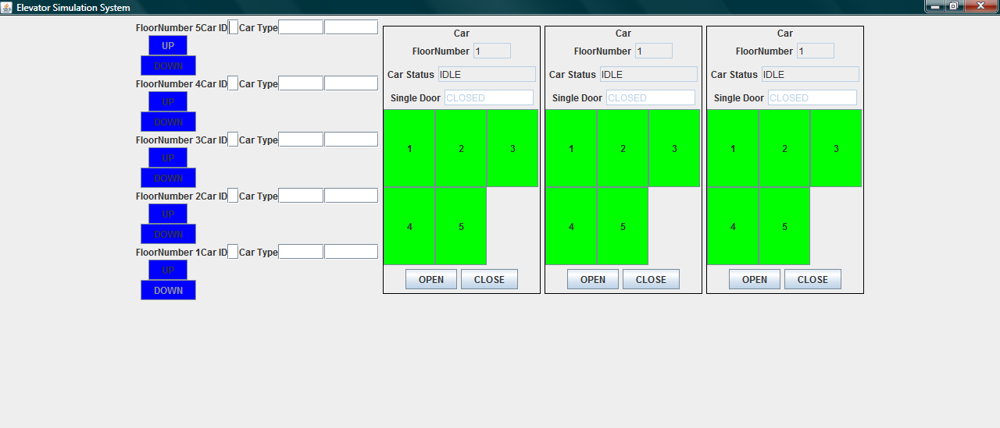 Elevator Simulation System
FloorNumber 5Car ID Car Type
UP
DOWN
FloorNumber 4Car ID Car Type
UP
DOWN
FloorNumber 3Car ID Car Type
UP
DOWN
FloorNumber 2Car ID Car Type
UP
DOWN
FloorNumber 1Car ID Car Type
UP
DOWN
Car
FloorNumber 1
Car Status IDLE
Single Door CLOSED
1 2 3
4 5
OPEN CLOSE
Car
FloorNumber 1
Car Status IDLE
Single Door CLOSED
1 2 3
4 5
OPEN CLOSE
Car
FloorNumber 1
Car Status IDLE
Single Door CLOSED
1 2 3
4 5
OPEN CLOSE